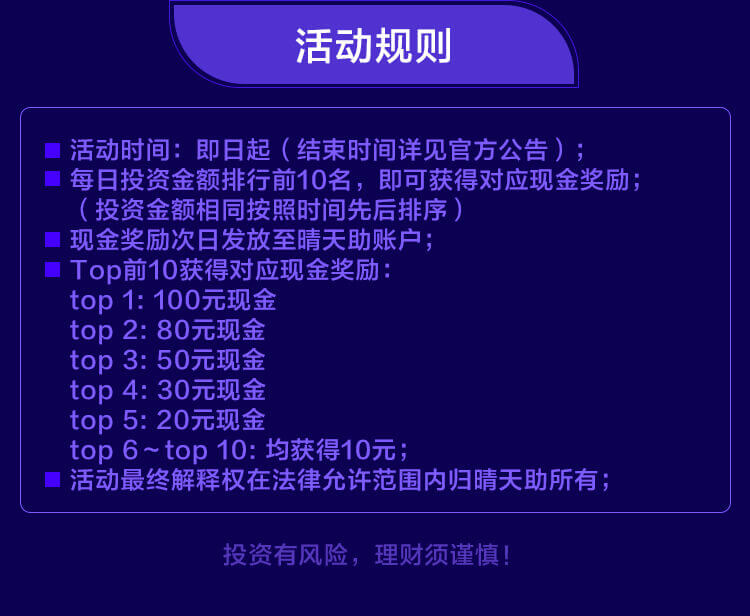 活动规则
活动时间：即日起（结束时间详见官方公告）；
每日投资金额排行前10名，即可获得对应现金奖励；
（投资金额相同按照时间先后排序）
现金奖励次日发放至晴天助账户；
Top前10获得对应现金奖励：
top 1: 100元现金
top 2: 80元现金
top 3: 50元现金
top 4: 30元现金
top 5: 20元现金
top 6～top 10: 均获得10元；
活动最终解释权在法律允许范围内归晴天助所有；
投资有风险，理财须谨慎！